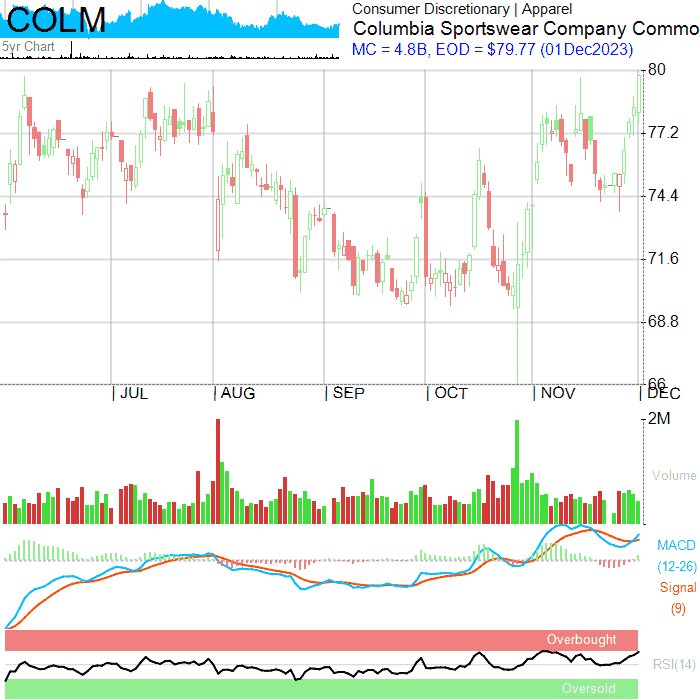 COLM
5yr Chart
Consumer Discretionary | Apparel
Columbia Sportswear Company Commo
MC = 4.8B, EOD = $79.77 (01Dec2023)
80
77.2
74.4
71.6
68.8
66
JUL
AUG
SEP
OCT
NOV
DEC
2M
Volume
MACD
(12-26)
Signal
(9)
Overbought
RSI(14)
Oversold